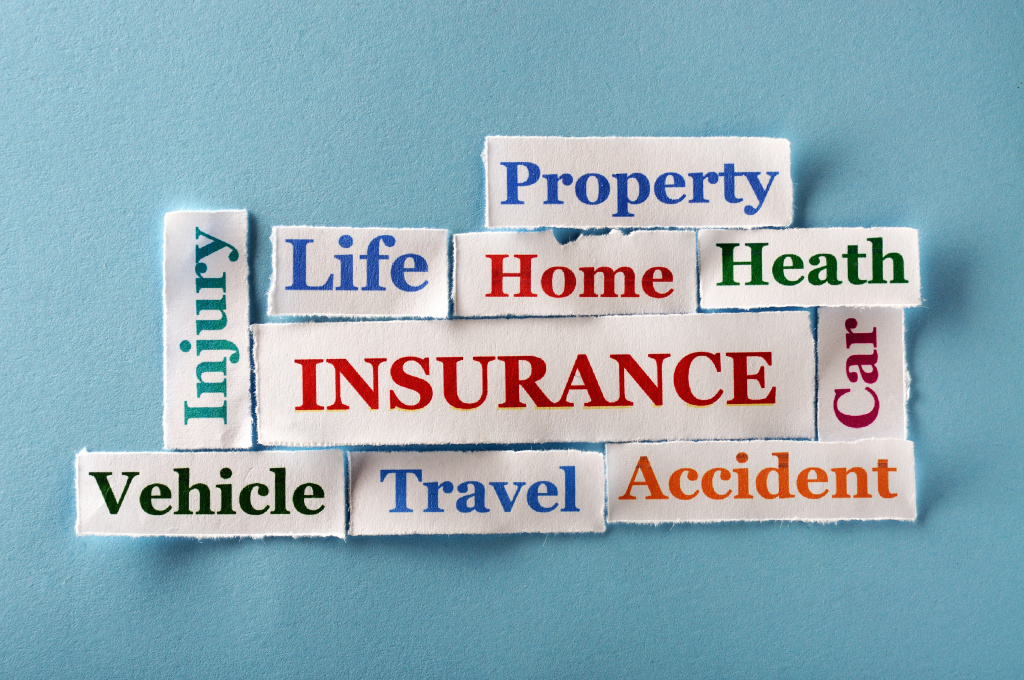 Property
Injury
Life
Home
Heath
INSURANCE
Car
Vehicle
Travel
Accident